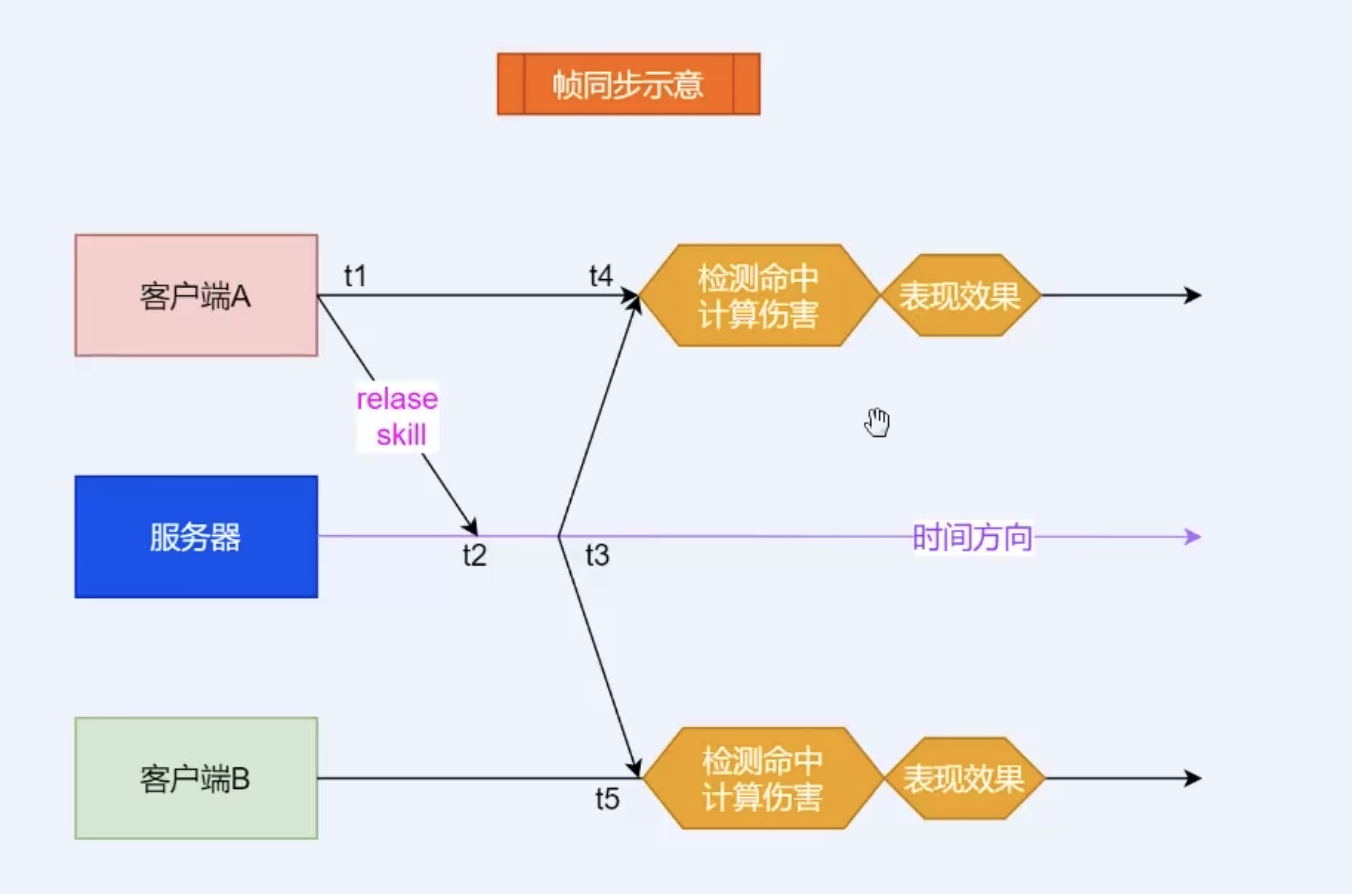 帧同步示意
客户端A
t1
t4
检测命中
计算伤害
表现效果
relase
skill
服务器
t2
t3
时间方向
客户端B
t5
检测命中
计算伤害
表现效果